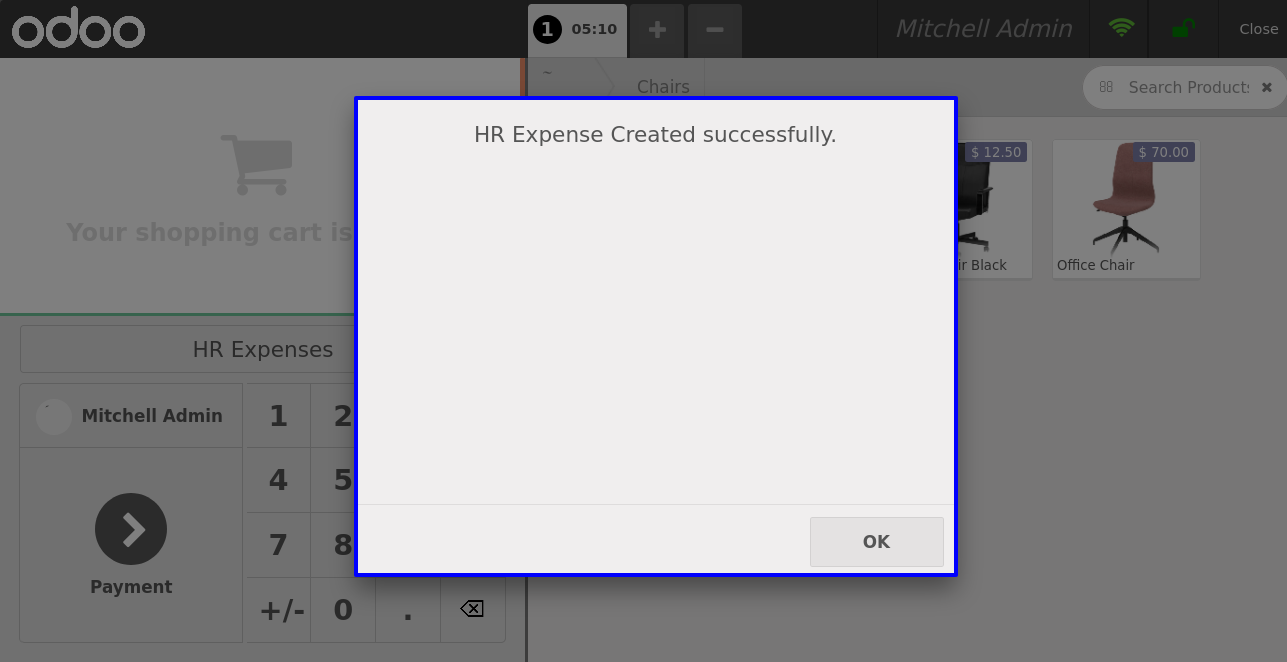 odoo
1 05:10 + −
Mitchell Admin
Close
~
Chairs
Search Products
HR Expense Created successfully.
Your shopping cart is
$ 12.50
ir Black
$ 70.00
Office Chair
HR Expenses
Mitchell Admin
1 2
4 5
7 8
+/- 0 .
Payment
OK